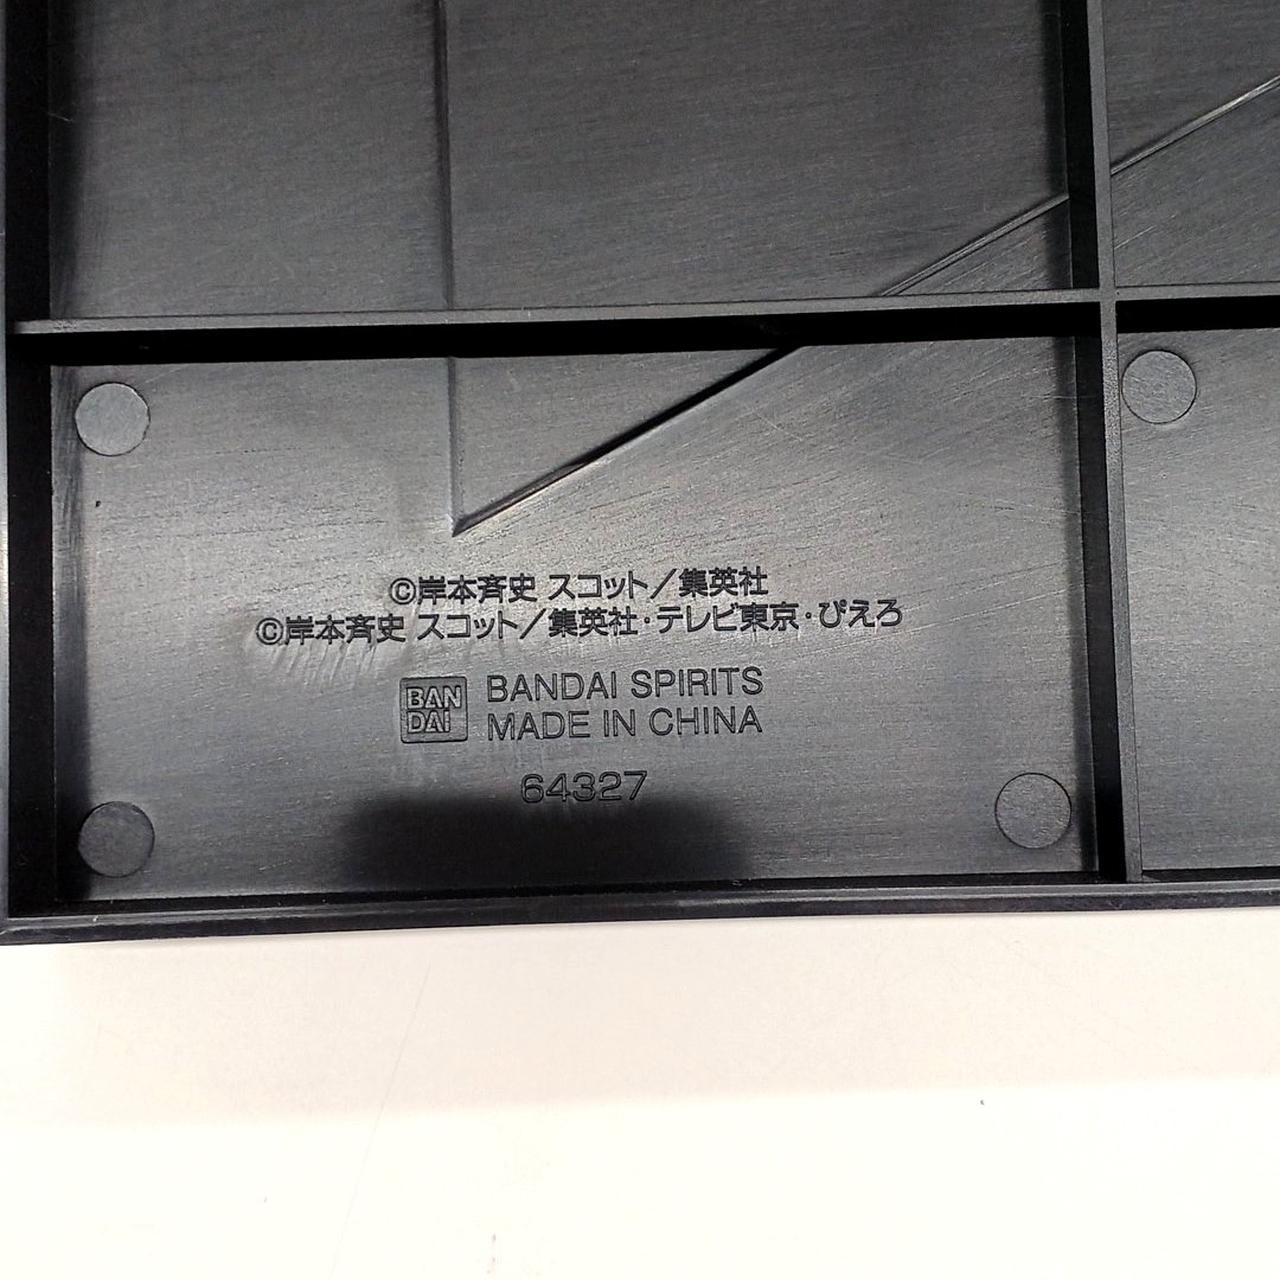 ©岸本斉史 スコット／集英社
©岸本斉史 スコット／集英社・テレビ東京・ぴえろ
BAN
DAI
BANDAI SPIRITS
MADE IN CHINA
64327